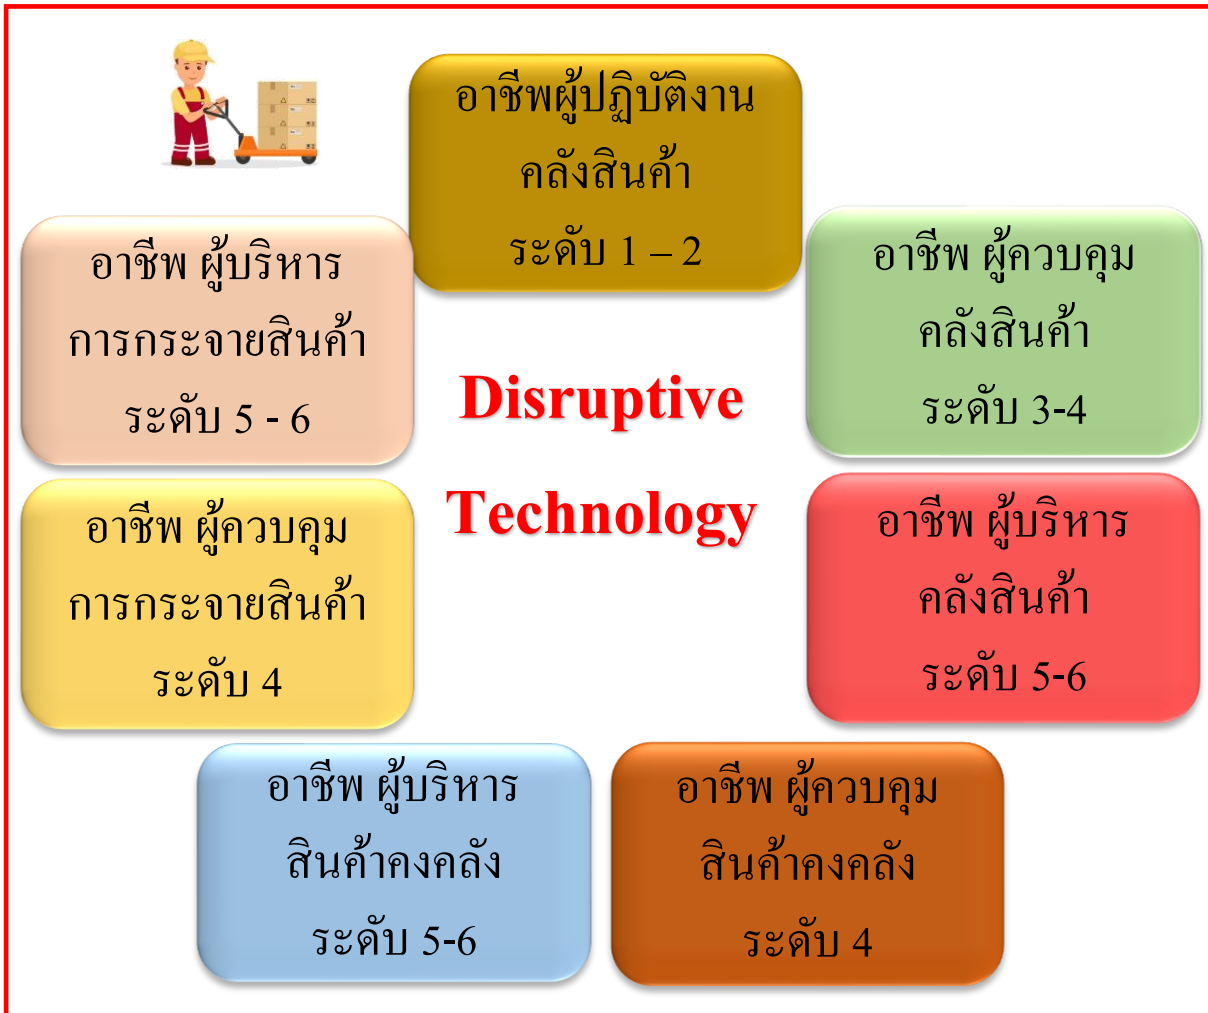 อาชีพผู้ปฏิบัติงาน
คลังสินค้า
ระดับ 1 – 2
อาชีพ ผู้ควบคุม
คลังสินค้า
ระดับ 3-4
อาชีพ ผู้บริหาร
คลังสินค้า
ระดับ 5-6
อาชีพ ผู้ควบคุม
สินค้าคงคลัง
ระดับ 4
อาชีพ ผู้บริหาร
สินค้าคงคลัง
ระดับ 5-6
อาชีพ ผู้ควบคุม
การกระจายสินค้า
ระดับ 4
อาชีพ ผู้บริหาร
การกระจายสินค้า
ระดับ 5 - 6
Disruptive
Technology